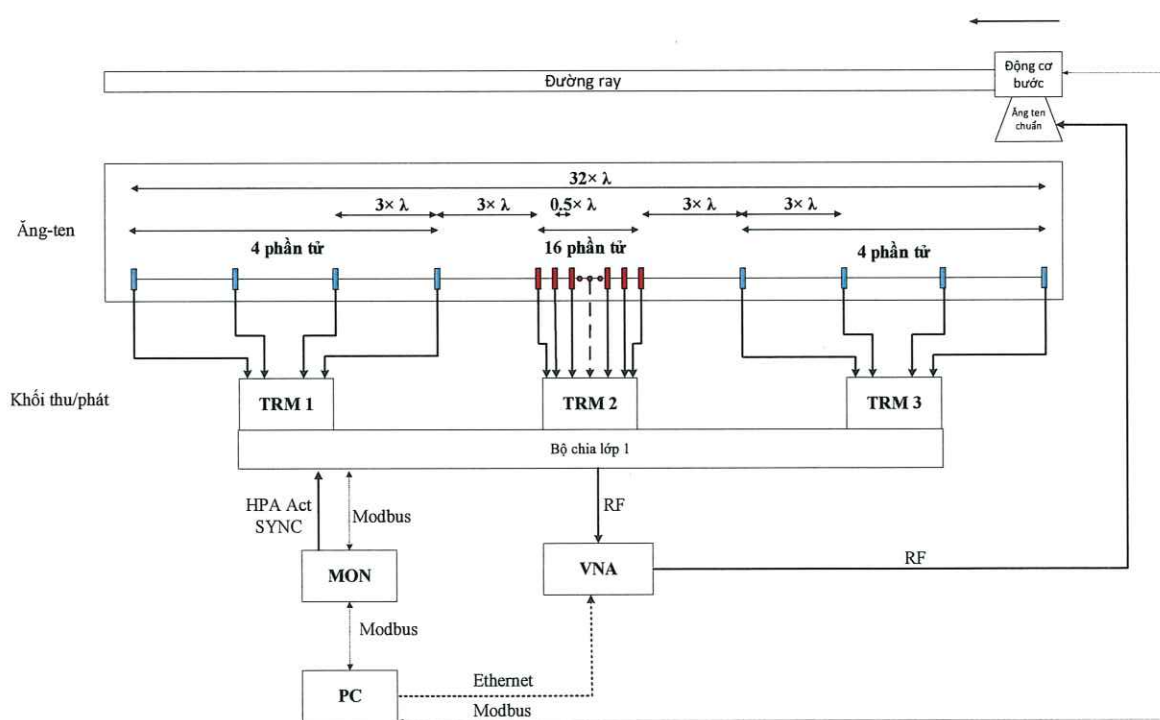 Đường ray
Động cơ
bước
Ăng ten
chuẩn
32× λ
3× λ
3× λ
0.5× λ
3× λ
3× λ
Ăng-ten
4 phần tử
16 phần tử
4 phần tử
Khối thu/phát
TRM 1
TRM 2
TRM 3
Bộ chia lớp 1
HPA Act
SYNC
Modbus
RF
MON
VNA
RF
Modbus
PC
Ethernet
Modbus